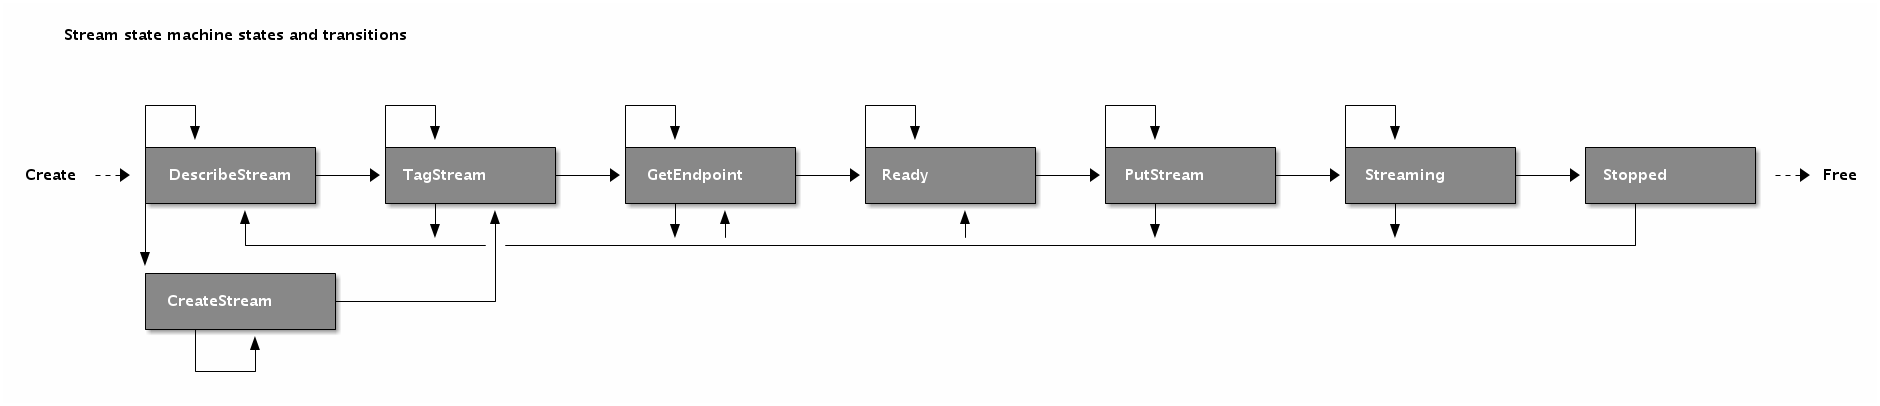 Stream state machine states and transitions
Create
DescribeStream
TagStream
GetEndpoint
Ready
PutStream
Streaming
Stopped
Free
CreateStream